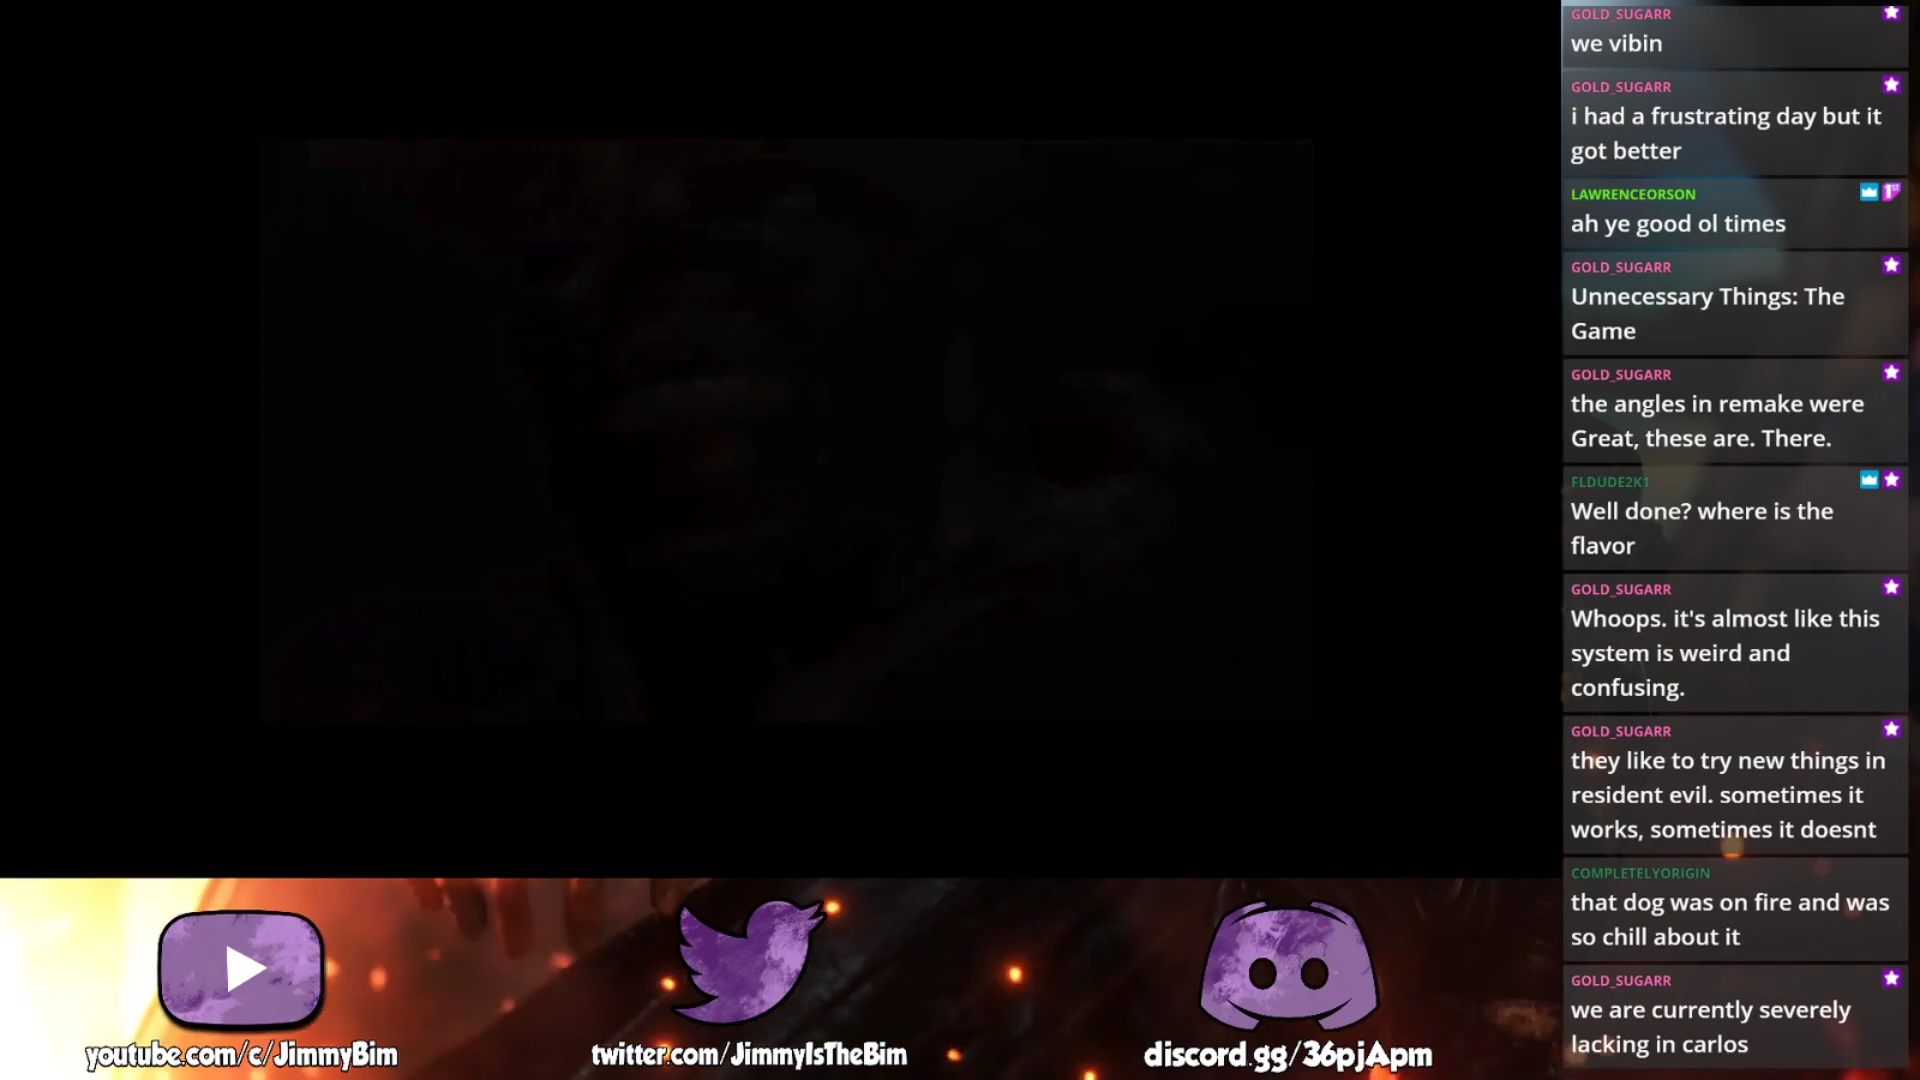 GOLD_SUGARR
we vibin
GOLD_SUGARR
i had a frustrating day but it
got better
LAWRENCEORSON
ah ye good ol times
GOLD_SUGARR
Unnecessary Things: The
Game
GOLD_SUGARR
the angles in remake were
Great, these are. There.
FLDUDE2K1
Well done? where is the
flavor
GOLD_SUGARR
Whoops. it's almost like this
system is weird and
confusing.
GOLD_SUGARR
they like to try new things in
resident evil. sometimes it
works, sometimes it doesnt
COMPLETELYORIGIN
that dog was on fire and was
so chill about it
GOLD_SUGARR
we are currently severely
lacking in carlos
youtube.com/c/JimmyBim
twitter.com/JimmyIsTheBim
discord.gg/36pjApm